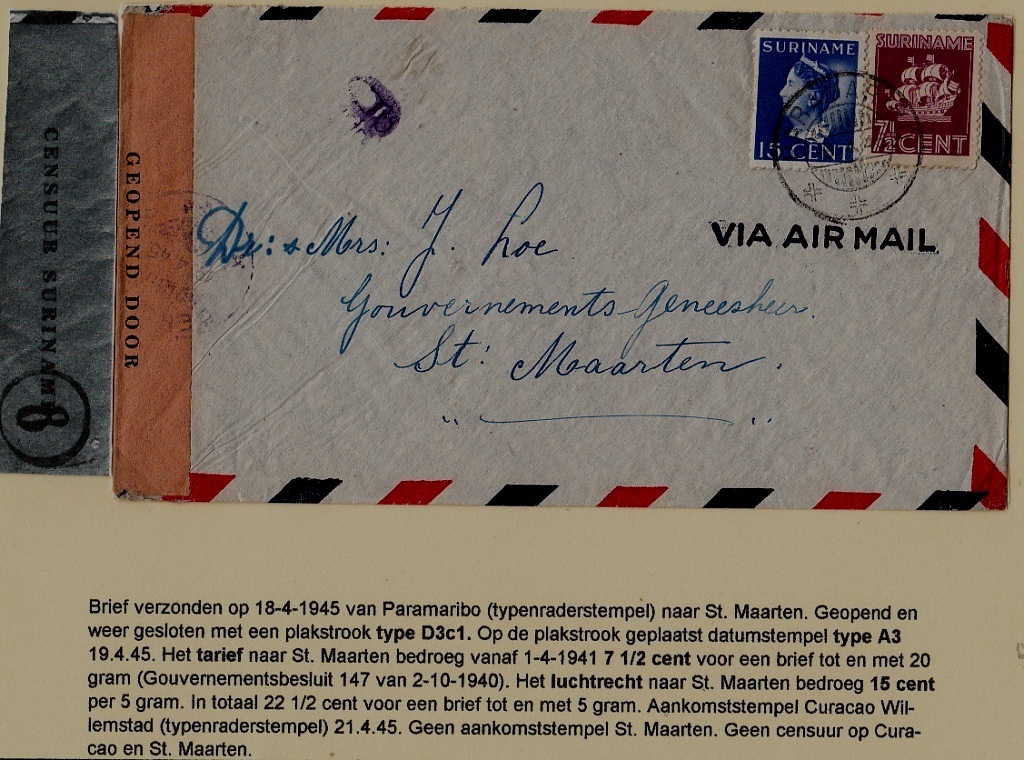 SURINAME
15 CENT
SURINAME
7 1/2 CENT
VIA AIR MAIL
CENSUUR SURINAME
8
GEOPEND DOOR
Dr: & Mrs: J. Loe
Gouvernements Geneesheer.
St: Maarten.
Brief verzonden op 18-4-1945 van Paramaribo (typenraderstempel) naar St. Maarten. Geopend en
weer gesloten met een plakstrook type D3c1. Op de plakstrook geplaatst datumstempel type A3
19.4.45. Het tarief naar St. Maarten bedroeg vanaf 1-4-1941 7 1/2 cent voor een brief tot en met 20
gram (Gouvernementsbesluit 147 van 2-10-1940). Het luchtrecht naar St. Maarten bedroeg 15 cent
per 5 gram. In totaal 22 1/2 cent voor een brief tot en met 5 gram. Aankomststempel Curacao Wil-
lemstad (typenraderstempel) 21.4.45. Geen aankomststempel St. Maarten. Geen censuur op Cura-
cao en St. Maarten.